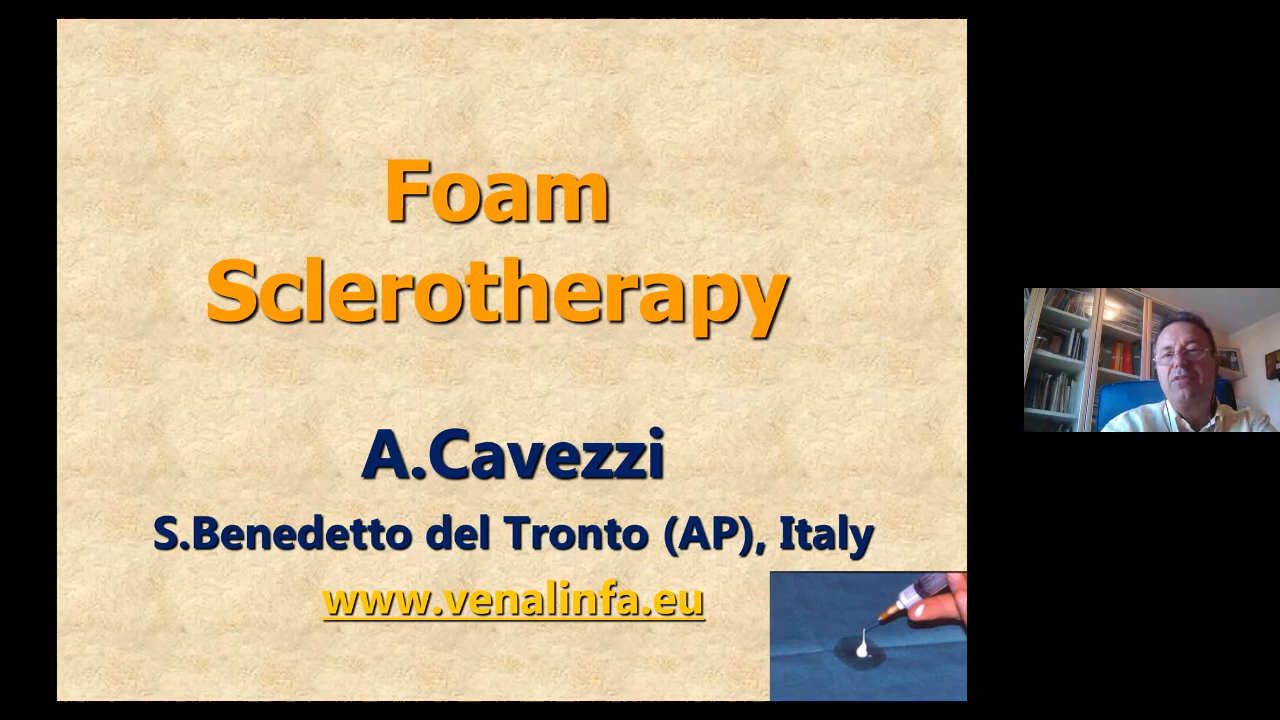 Foam
Sclerotherapy
A.Cavezzi
S.Benedetto del Tronto (AP), Italy
www.venalinfa.eu